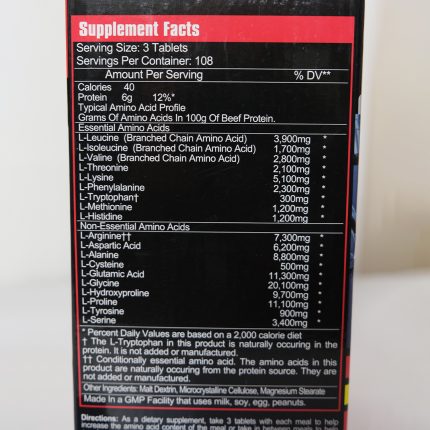 Supplement Facts
Serving Size: 3 Tablets
Servings Per Container: 108
Amount Per Serving % DV**
Calories 40
Protein 6g 12%*
Typical Amino Acid Profile
Grams Of Amino Acids In 100g Of Beef Protein.
Essential Amino Acids
L-Leucine (Branched Chain Amino Acid) 3,900mg *
L-Isoleucine (Branched Chain Amino Acid) 1,700mg *
L-Valine (Branched Chain Amino Acid) 2,800mg *
L-Threonine 2,100mg *
L-Lysine 5,100mg *
L-Phenylalanine 2,300mg *
L-Tryptophan† 300mg *
L-Methionine 1,200mg *
L-Histidine 1,200mg *
Non-Essential Amino Acids
L-Arginine†† 7,300mg *
L-Aspartic Acid 6,200mg *
L-Alanine 8,800mg *
L-Cysteine 500mg *
L-Glutamic Acid 11,300mg *
L-Glycine 20,100mg *
L-Hydroxyproline 9,700mg *
L-Proline 11,100mg *
L-Tyrosine 900mg *
L-Serine 3,400mg *
* Percent Daily Values are based on a 2,000 calorie diet
† The L-Tryptophan in this product is naturally occuring in the
protein. It is not added or manufactured.
†† Conditionally essential amino acid. The amino acids in this
product are naturally occuring from the protein source. They are
not added or manufactured.
Other Ingredients: Malt Dextrin, Microcrystalline Cellulose, Magnesium Stearate
Made in a GMP Facility that uses milk, soy, egg, peanuts.
Directions: As a dietary supplement, take 3 tablets with each meal to help
increase the amino acid content of the meal or take in between meals to help